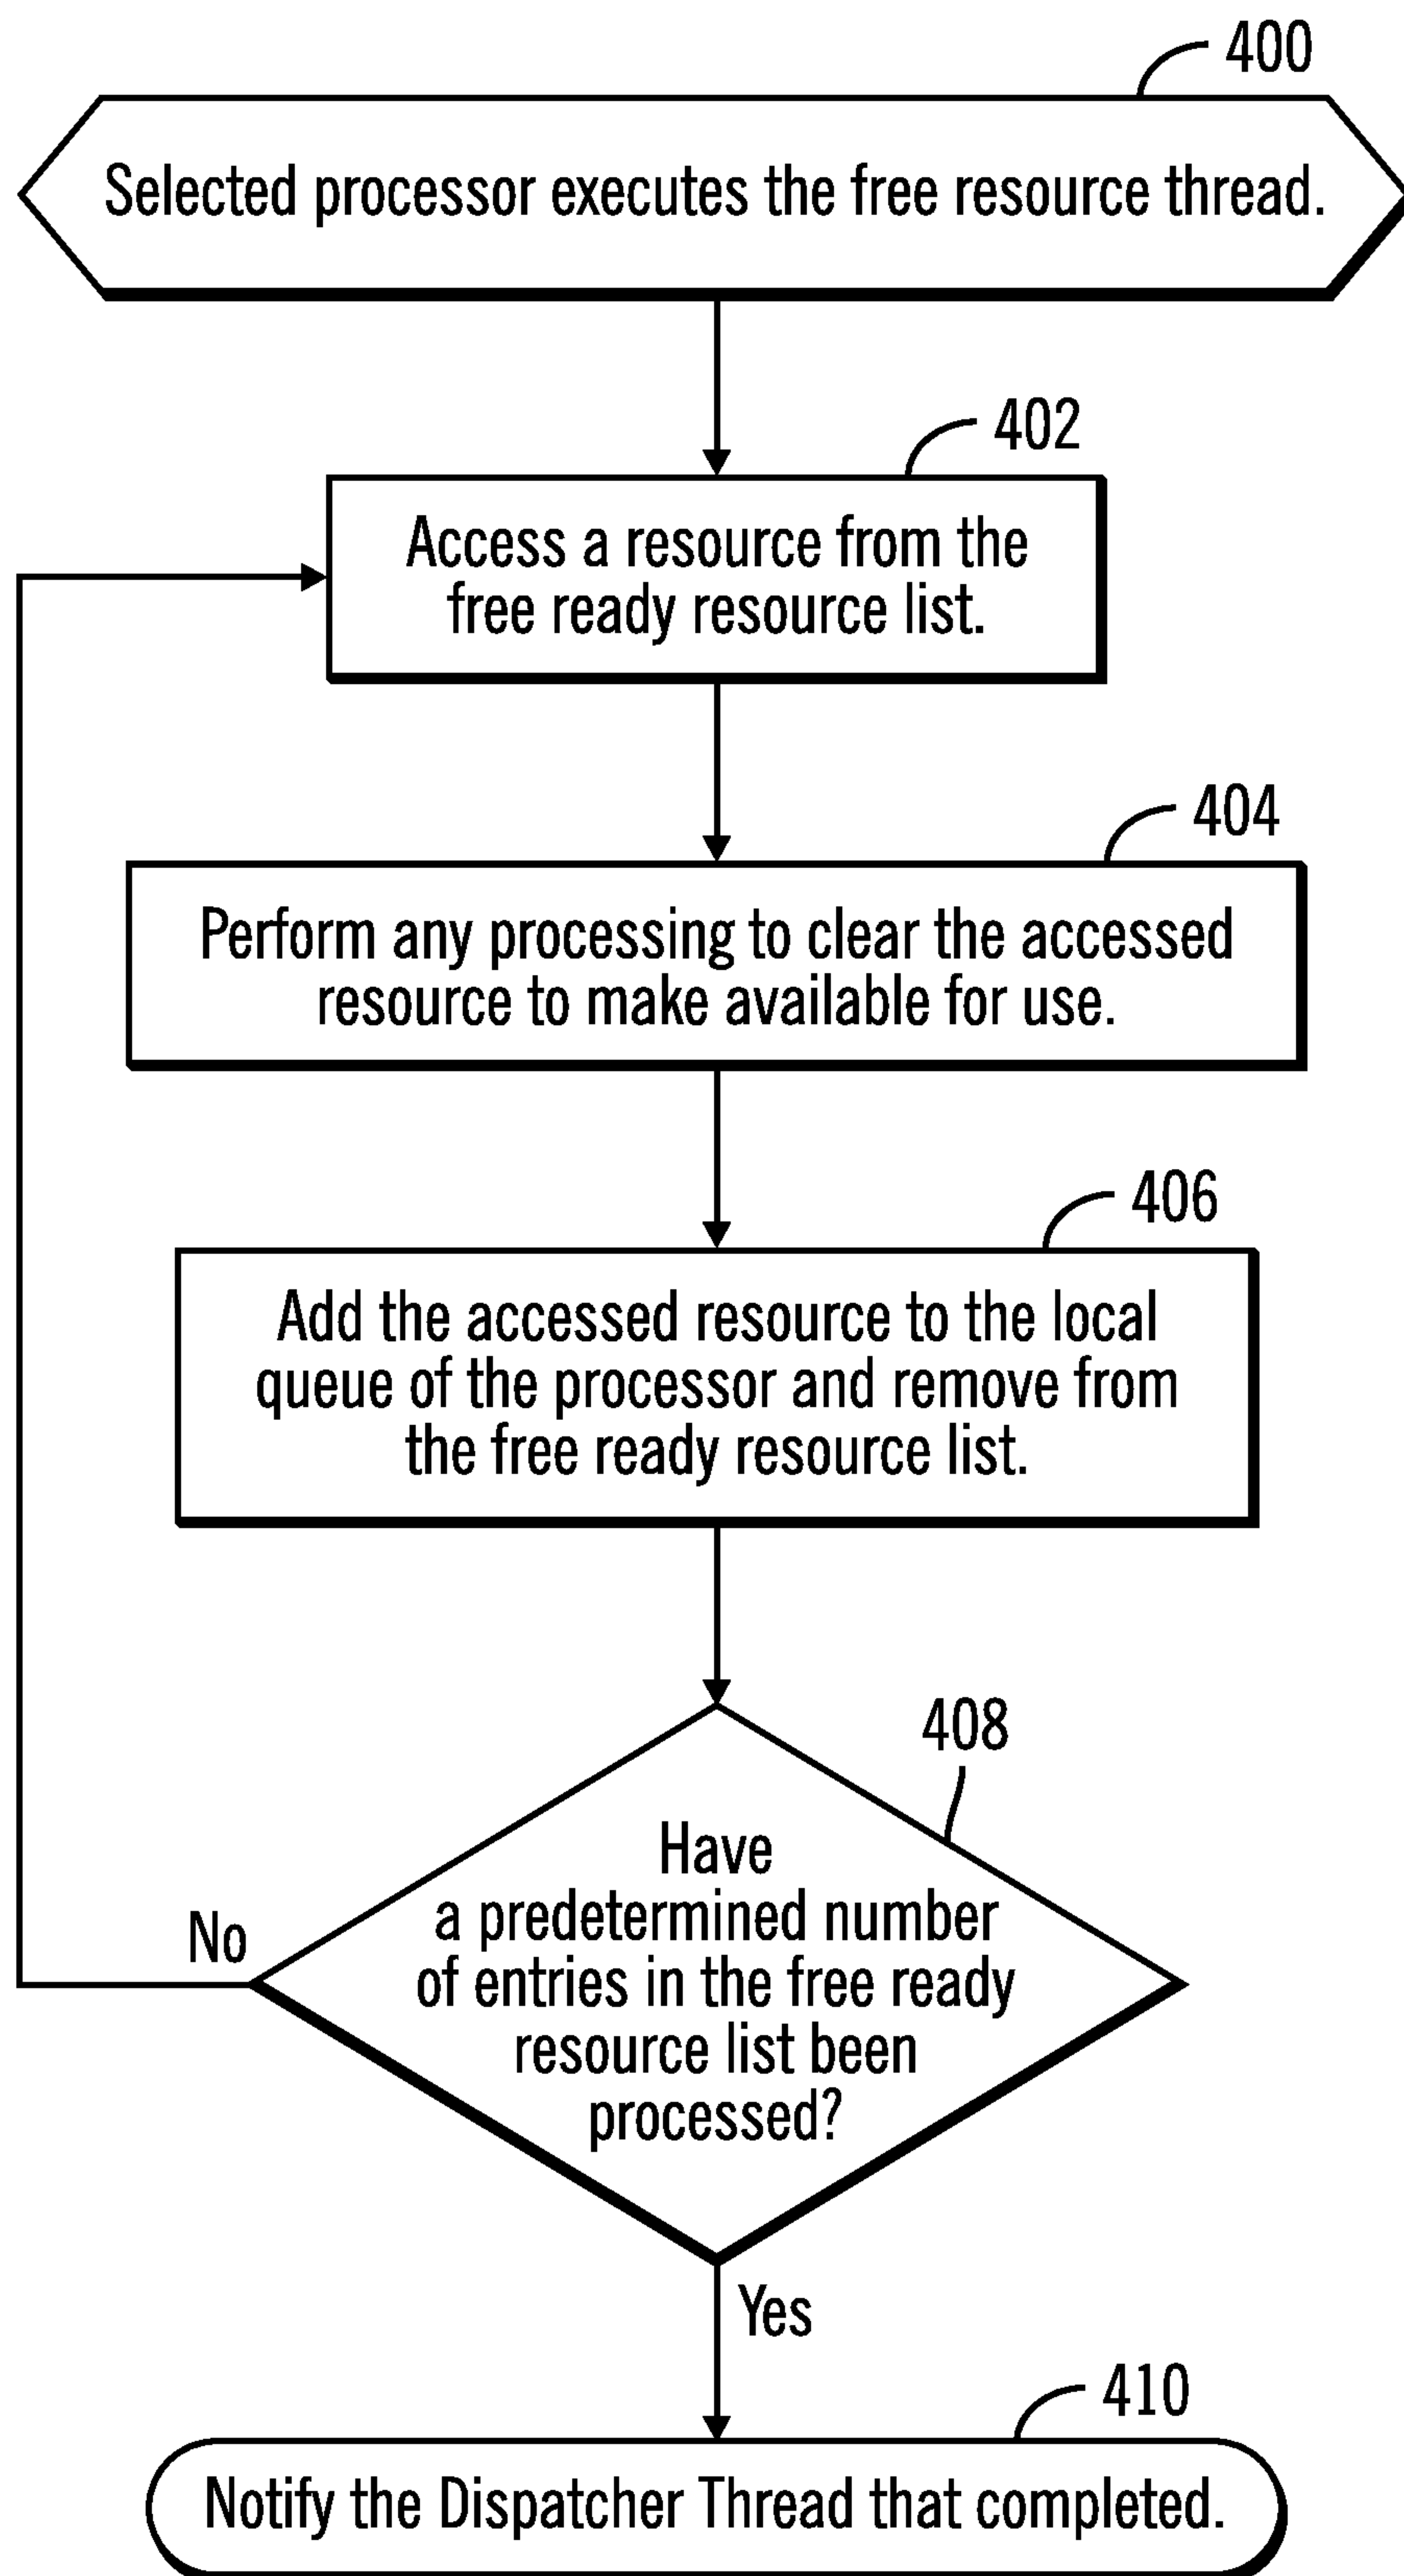 400
Selected processor executes the free resource thread.
402
Access a resource from the
free ready resource list.
404
Perform any processing to clear the accessed
resource to make available for use.
406
Add the accessed resource to the local
queue of the processor and remove from
the free ready resource list.
408
Have
a predetermined number
of entries in the free ready
resource list been
processed?
No
Yes
410
Notify the Dispatcher Thread that completed.